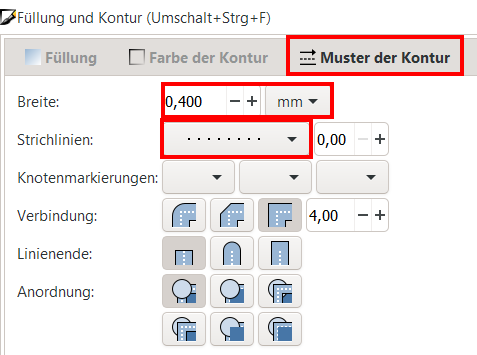 Füllung und Kontur (Umschalt+Strg+F)
Füllung Farbe der Kontur Muster der Kontur
Breite: 0,400 − + mm
Strichlinien: 0,00 − +
Knotenmarkierungen:
Verbindung: 4,00 − +
Linienende:
Anordnung: